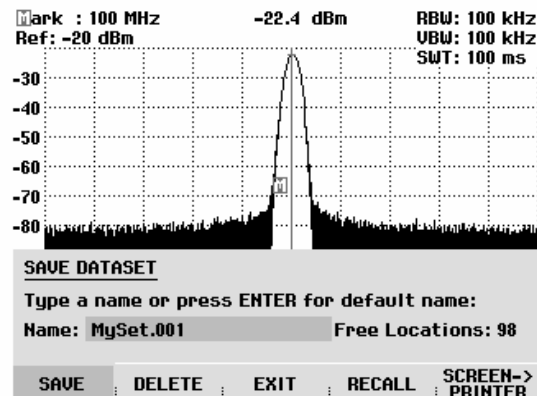 Mark : 100 MHz -22.4 dBm RBW: 100 kHz
Ref: -20 dBm VBW: 100 kHz
SWT: 100 ms
-30
-40
-50
-60
M
-70
-80
SAVE DATASET
Type a name or press ENTER for default name:
Name: MySet.001 Free Locations: 98
SAVE DELETE EXIT RECALL SCREEN->
PRINTER